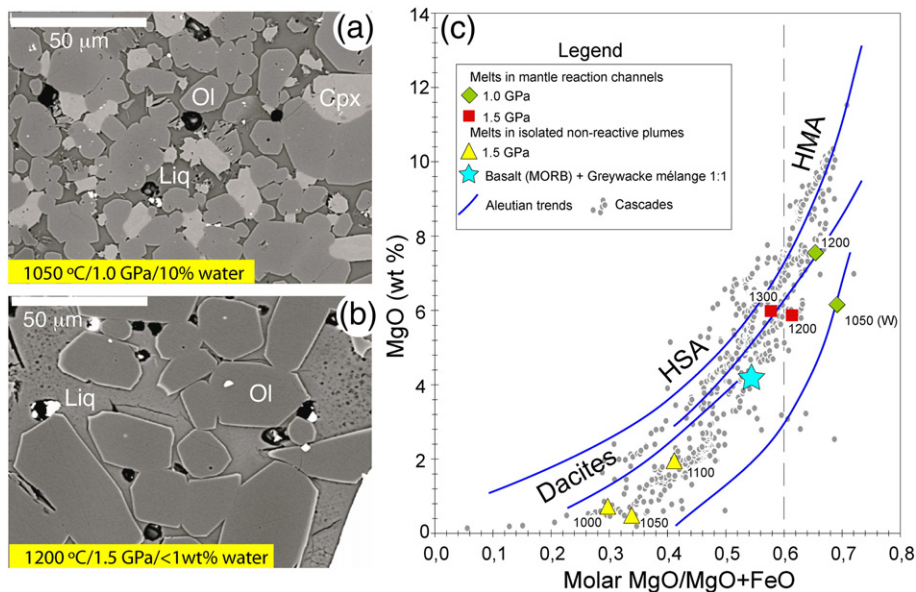 50 μm
(a)
Ol
Cpx
Liq
1050 ºC/1.0 GPa/10% water
50 μm
(b)
Liq
Ol
1200 ºC/1.5 GPa/<1wt% water
(c)
Legend
Melts in mantle reaction channels
1.0 GPa
1.5 GPa
Melts in isolated non-reactive plumes
1.5 GPa
Basalt (MORB) + Greywacke mélange 1:1
Aleutian trends
Cascades
HMA
HSA
Dacites
1200
1300
1200
1050 (W)
1100
1000
1050
MgO (wt %)
14
12
10
8
6
4
2
0
0,0
0,1
0,2
0,3
0,4
0,5
0,6
0,7
0,8
Molar MgO/MgO+FeO